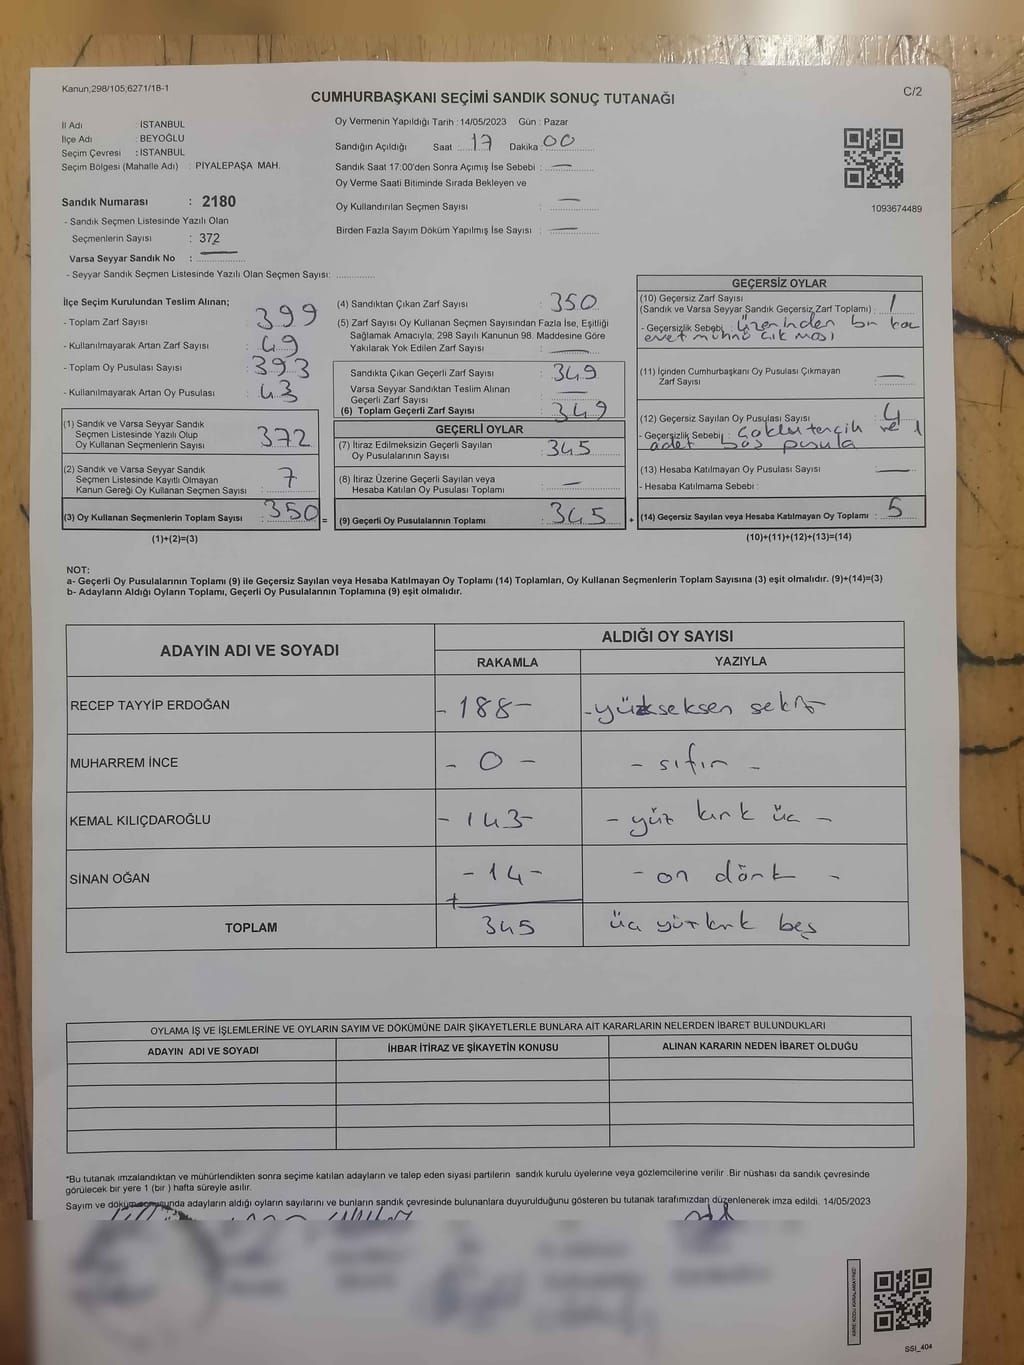 Kanun;298/105;6271/18-1
C/2
CUMHURBAŞKANI SEÇİMİ SANDIK SONUÇ TUTANAĞI
İl Adı : İSTANBUL
İlçe Adı : BEYOĞLU
Seçim Çevresi : İSTANBUL
Seçim Bölgesi (Mahalle Adı) : PİYALEPAŞA MAH.
Sandık Numarası : 2180
- Sandık Seçmen Listesinde Yazılı Olan
Seçmenlerin Sayısı : 372
Varsa Seyyar Sandık No :
- Seyyar Sandık Seçmen Listesinde Yazılı Olan Seçmen Sayısı:
Oy Vermenin Yapıldığı Tarih :14/05/2023 Gün : Pazar
Sandığın Açıldığı Saat 17 Dakika 00
Sandık Saat 17:00'den Sonra Açımış İse Sebebi : —
Oy Verme Saati Bitiminde Sırada Bekleyen ve
Oy Kullandırılan Seçmen Sayısı : —
Birden Fazla Sayım Döküm Yapılmış İse Sayısı : —
1093674489
İlçe Seçim Kurulundan Teslim Alınan;
- Toplam Zarf Sayısı : 399
- Kullanılmayarak Artan Zarf Sayısı : 49
- Toplam Oy Pusulası Sayısı : 393
- Kullanılmayarak Artan Oy Pusulası : 43
(1) Sandık ve Varsa Seyyar Sandık
Seçmen Listesinde Yazılı Olup
Oy Kullanan Seçmenlerin Sayısı : 372
(2) Sandık ve Varsa Seyyar Sandık
Seçmen Listesinde Kayıtlı Olmayan
Kanun Gereği Oy Kullanan Seçmen Sayısı : 7
(3) Oy Kullanan Seçmenlerin Toplam Sayısı : 350 =
(1)+(2)=(3)
(4) Sandıktan Çıkan Zarf Sayısı : 350
(5) Zarf Sayısı Oy Kullanan Seçmen Sayısından Fazla İse, Eşitliği
Sağlamak Amacıyla; 298 Sayılı Kanunun 98. Maddesine Göre
Yakılarak Yok Edilen Zarf Sayısı : —
Sandıkta Çıkan Geçerli Zarf Sayısı : 349
Varsa Seyyar Sandıktan Teslim Alınan
Geçerli Zarf Sayısı : —
(6) Toplam Geçerli Zarf Sayısı : 349
GEÇERLİ OYLAR
(7) İtiraz Edilmeksizin Geçerli Sayılan
Oy Pusulalarının Sayısı : 345
(8) İtiraz Üzerine Geçerli Sayılan veya
Hesaba Katılan Oy Pusulası Toplamı : —
(9) Geçerli Oy Pusulalarının Toplamı : 345 +
GEÇERSİZ OYLAR
(10) Geçersiz Zarf Sayısı
(Sandık ve Varsa Seyyar Sandık Geçersiz Zarf Toplamı) : 1
- Geçersizlik Sebebi : üzerinden bir kaç
evet mührü çıkması
(11) İçinden Cumhurbaşkanı Oy Pusulası Çıkmayan
Zarf Sayısı : —
(12) Geçersiz Sayılan Oy Pusulası Sayısı : 4
- Geçersizlik Sebebi : çoklu tercih ve 1
adet boş pusula
(13) Hesaba Katılmayan Oy Pusulası Sayısı : —
- Hesaba Katılmama Sebebi :
(14) Geçersiz Sayılan veya Hesaba Katılmayan Oy Toplamı : 5
(10)+(11)+(12)+(13)=(14)
NOT:
a- Geçerli Oy Pusulalarının Toplamı (9) ile Geçersiz Sayılan veya Hesaba Katılmayan Oy Toplamı (14) Toplamları, Oy Kullanan Seçmenlerin Toplam Sayısına (3) eşit olmalıdır. (9)+(14)=(3)
b- Adayların Aldığı Oyların Toplamı, Geçerli Oy Pusulalarının Toplamına (9) eşit olmalıdır.
ADAYIN ADI VE SOYADI ALDIĞI OY SAYISI
RAKAMLA YAZIYLA
RECEP TAYYİP ERDOĞAN - 188 - - yüzseksen sekiz
MUHARREM İNCE - 0 - - sıfır -
KEMAL KILIÇDAROĞLU - 143 - - yüz kırk üç -
SİNAN OĞAN - 14 - - on dört -
TOPLAM 345 üç yüz kırk beş
OYLAMA İŞ VE İŞLEMLERİNE VE OYLARIN SAYIM VE DÖKÜMÜNE DAİR ŞİKAYETLERLE BUNLARA AİT KARARLARIN NELERDEN İBARET BULUNDUKLARI
ADAYIN ADI VE SOYADI İHBAR İTİRAZ VE ŞİKAYETİN KONUSU ALINAN KARARIN NEDEN İBARET OLDUĞU
*Bu tutanak imzalandıktan ve mühürlendikten sonra seçime katılan adayların ve talep eden siyasi partilerin sandık kurulu üyelerine veya gözlemcilerine verilir .Bir nüshası da sandık çevresinde
görülecek bir yere 1 (bir ) hafta süreyle asılır.
Sayım ve döküm sonucunda adayların aldığı oyların sayılarını ve bunların sandık çevresinde bulunanlara duyurulduğunu gösteren bu tutanak tarafımızdan düzenlenerek imza edildi. 14/05/2023
SSI_404